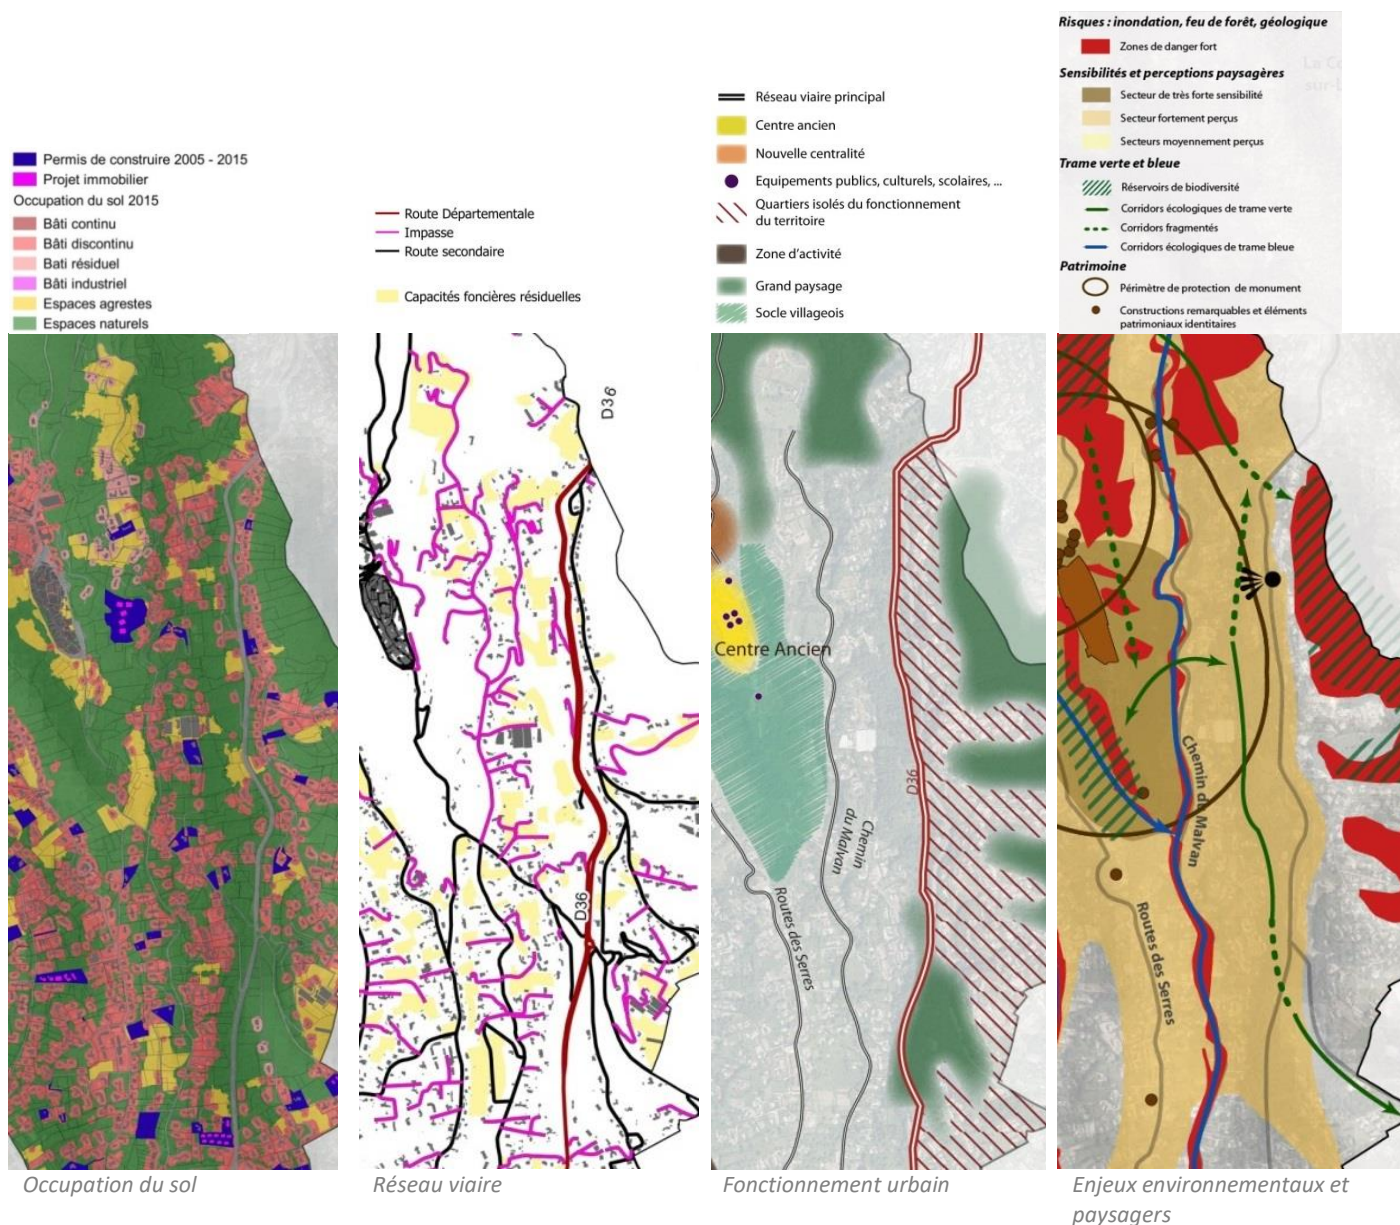 Permis de construire 2005 - 2015
Projet immobilier
Occupation du sol 2015
Bâti continu
Bâti discontinu
Bati résiduel
Bâti industriel
Espaces agrestes
Espaces naturels
Occupation du sol
Route Départementale
Impasse
Route secondaire
Capacités foncières résiduelles
D36
D36
Réseau viaire
Réseau viaire principal
Centre ancien
Nouvelle centralité
Equipements publics, culturels, scolaires, ...
Quartiers isolés du fonctionnement
du territoire
Zone d'activité
Grand paysage
Socle villageois
Centre Ancien
D36
Chemin
du Malvan
Routes des Serres
Fonctionnement urbain
Risques : inondation, feu de forêt, géologique
Zones de danger fort
Sensibilités et perceptions paysagères
Secteur de très forte sensibilité
Secteur fortement perçus
Secteurs moyennement perçus
Trame verte et bleue
Réservoirs de biodiversité
Corridors écologiques de trame verte
Corridors fragmentés
Corridors écologiques de trame bleue
Patrimoine
Périmètre de protection de monument
Constructions remarquables et éléments
patrimoniaux identitaires
Chemin du Malvan
Routes des Serres
Enjeux environnementaux et
paysagers